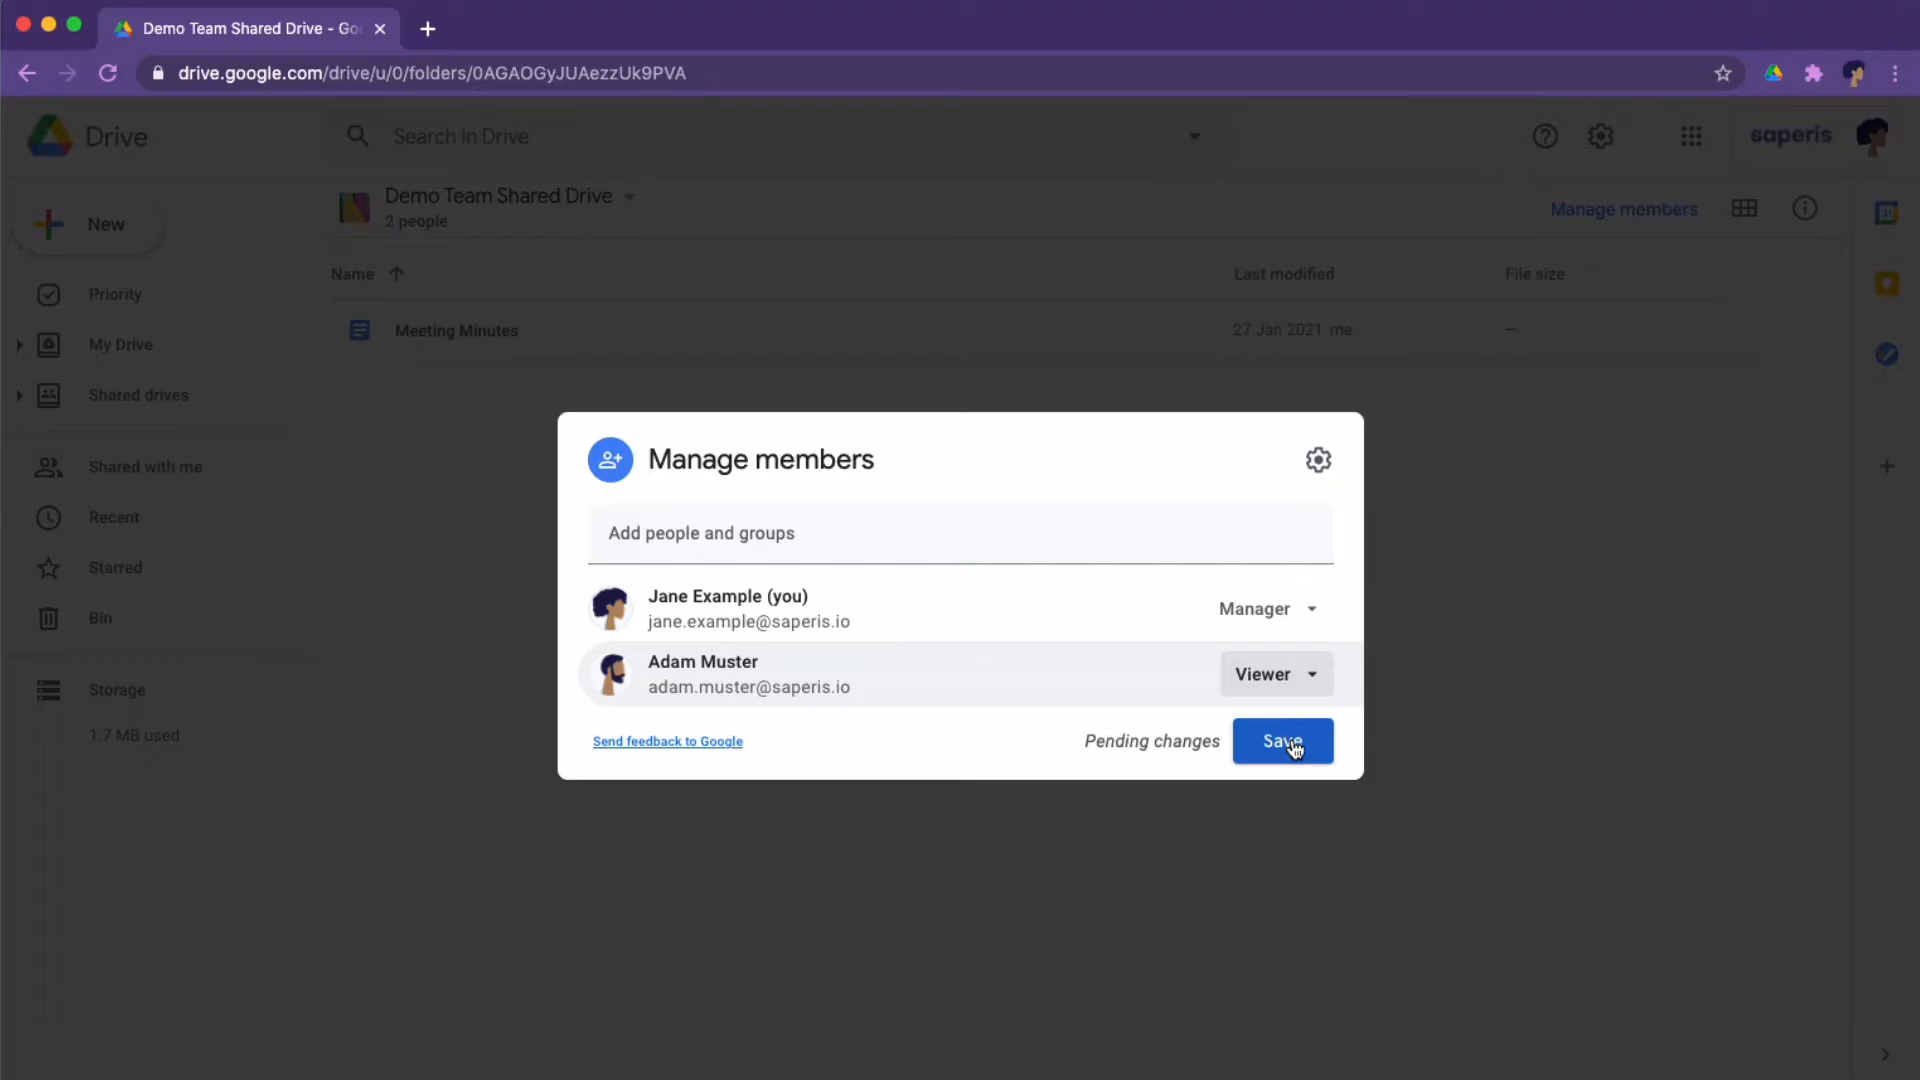 Demo Team Shared Drive - Goo
drive.google.com/drive/u/0/folders/0AGAOGyJUAezzUk9PVA
Drive
Search in Drive
saperis
New
Demo Team Shared Drive
2 people
Manage members
31
Name
Last modified
File size
Priority
Meeting Minutes
27 Jan 2021 me
–
My Drive
Shared drives
Shared with me
Recent
Starred
Bin
Storage
1.7 MB used
Manage members
Add people and groups
Jane Example (you)
jane.example@saperis.io
Manager
Adam Muster
adam.muster@saperis.io
Viewer
Send feedback to Google
Pending changes
Save